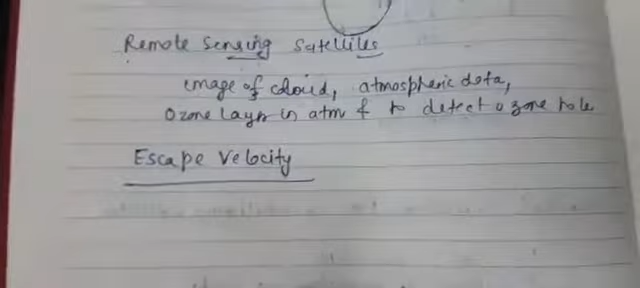 Remote Sensing Satellites
image of cloud, atmospheric data,
Ozone layer in atm & to detect ozone hole
Escape Velocity